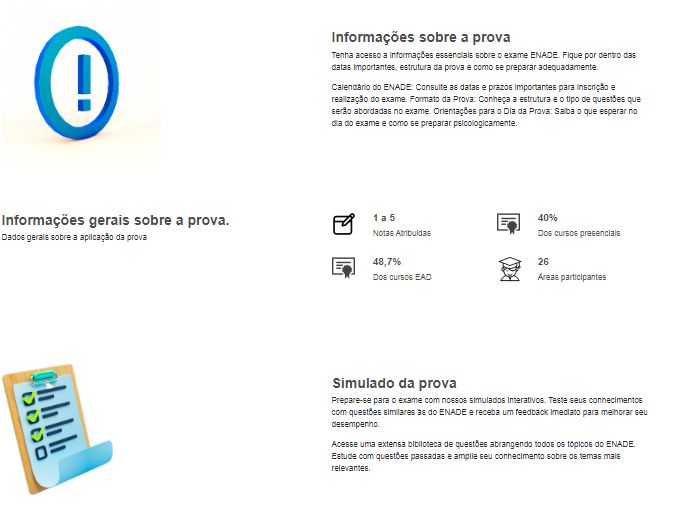 Informações sobre a prova
Tenha acesso a informações essenciais sobre o exame ENADE. Fique por dentro das
datas importantes, estrutura da prova e como se preparar adequadamente.
Calendário do ENADE: Consulte as datas e prazos importantes para inscrição e
realização do exame. Formato da Prova: Conheça a estrutura e o tipo de questões que
serão abordadas no exame. Orientações para o Dia da Prova: Saiba o que esperar no
dia do exame e como se preparar psicologicamente.
Informações gerais sobre a prova.
Dados gerais sobre a aplicação da prova
1 a 5
Notas Atribuidas
40%
Dos cursos presenciais
48,7%
Dos cursos EAD
26
Áreas participantes
Simulado da prova
Prepare-se para o exame com nossos simulados interativos. Teste seus conhecimentos
com questões similares às do ENADE e receba um feedback imediato para melhorar seu
desempenho.
Acesse uma extensa biblioteca de questões abrangendo todos os tópicos do ENADE.
Estude com questões passadas e amplie seu conhecimento sobre os temas mais
relevantes.